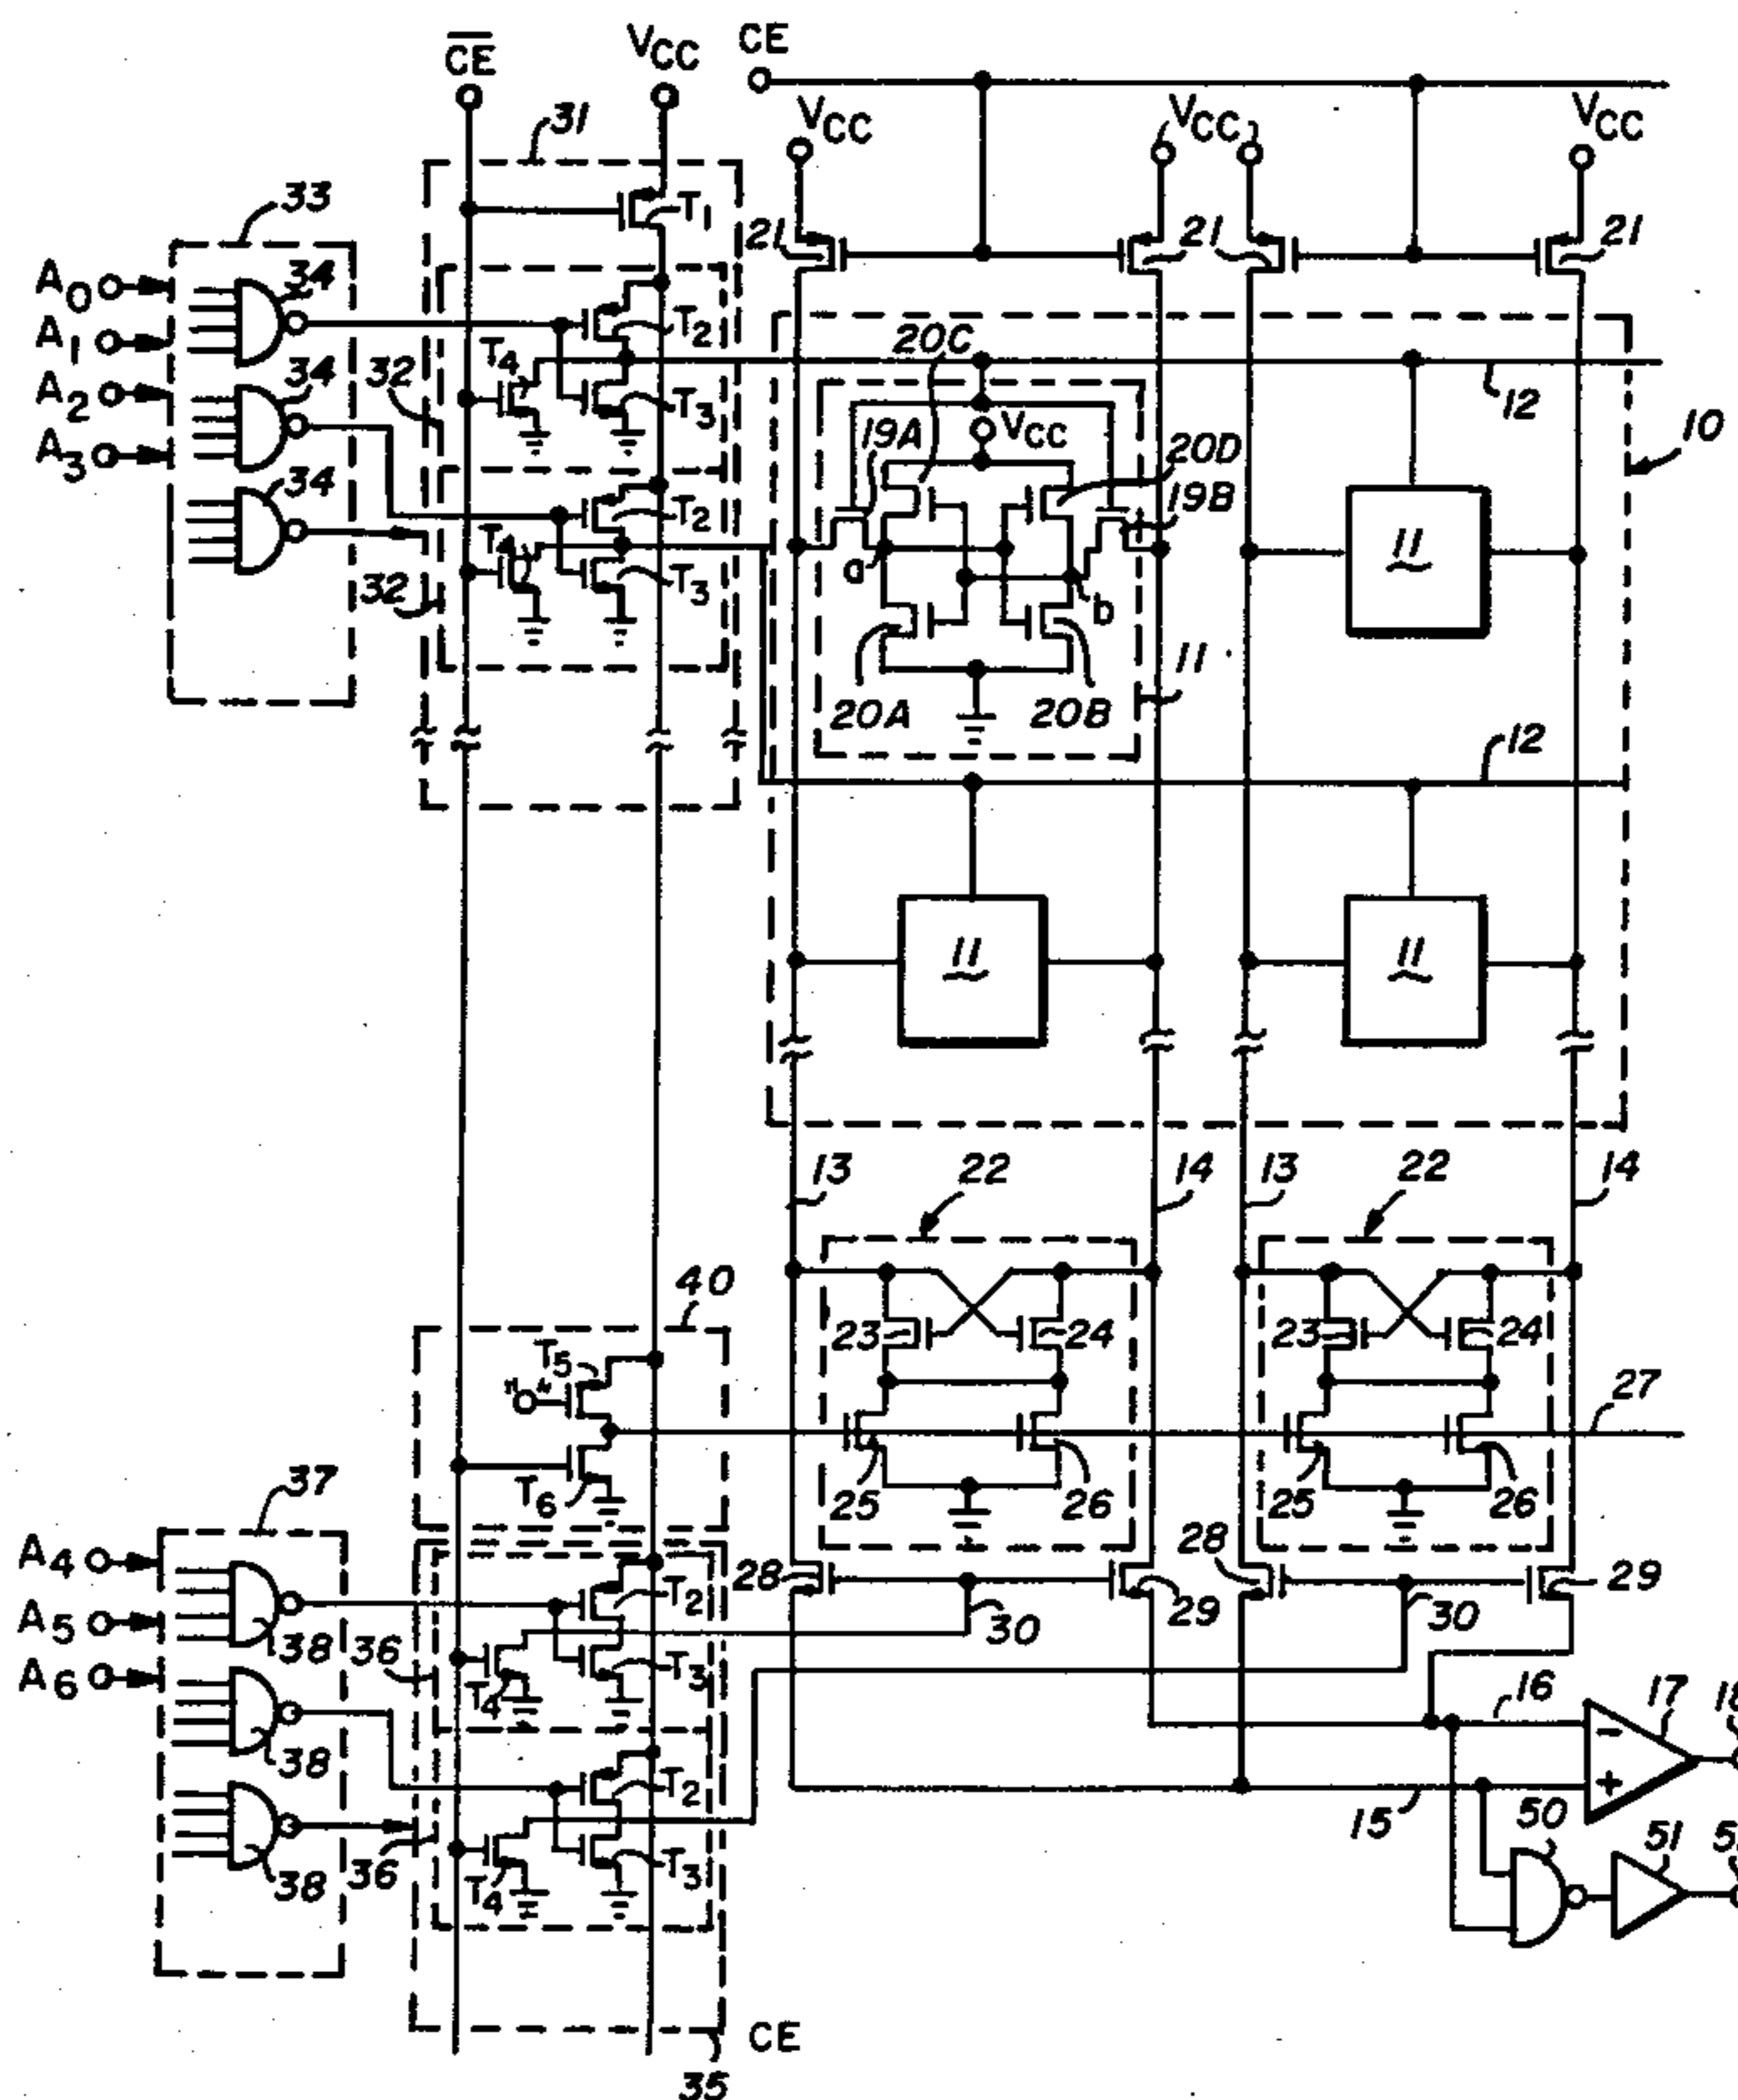 CE VCC CE
VCC VCC VCC
31
T1
33
21 21 21 21
A0 34
T2 20C
A1
T4 12
A2 34 32 T3 10
A3 19A VCC 20D
34 19B
T2
T4 a 11
32 T3 b
11
20A 20B
12
11 11
13 22 14 13 22 14
40
23 24 23 24
T5
27
37 T6 25 26 25 26
A4
28 29 28 29
T2
A5 38 36 30 30
A6 T4 T3
16 17 18
38 − 
T2 +
15 50
51
38 36 T4 T3
CE
35